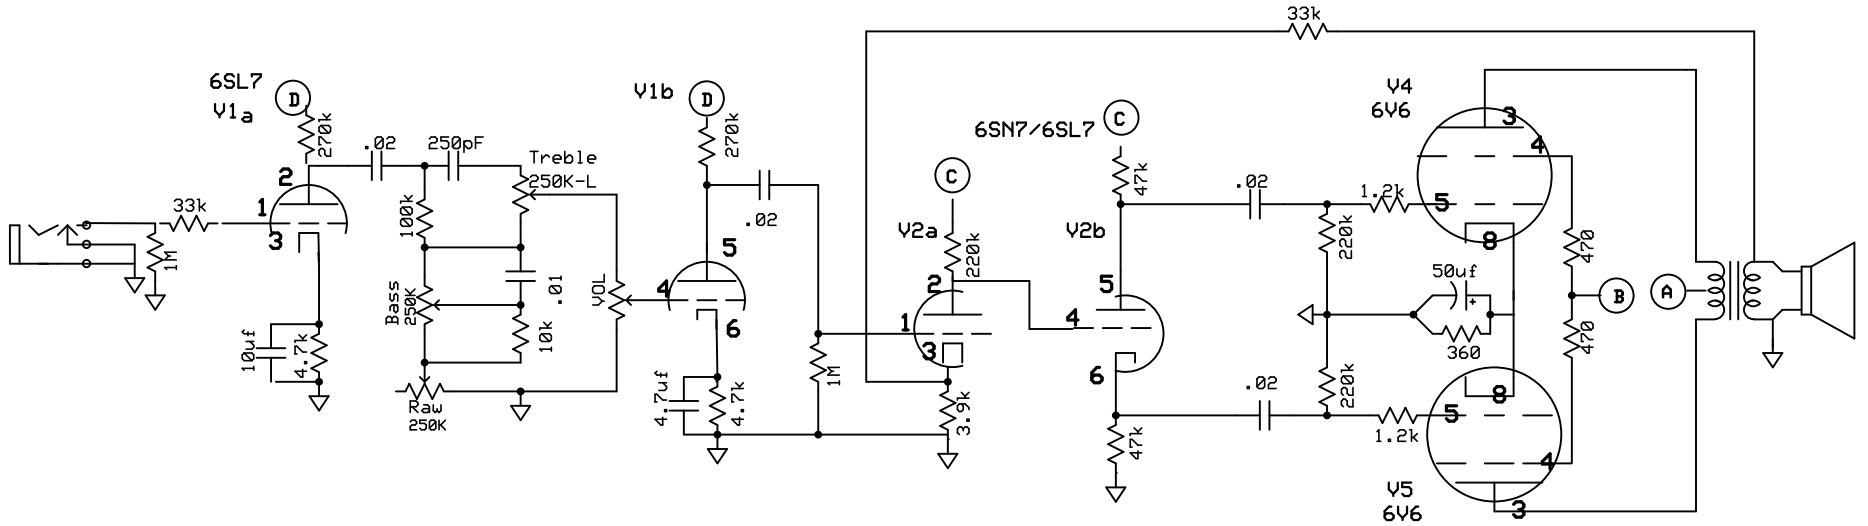 33k
6SL7
V1a
D
270k
.02
250pF
Treble
250K-L
2
1
3
33k
1M
100k
Bass
250K
.01
10k
VOL
10uf
4.7k
Raw
250K
V1b
D
270k
.02
5
4
6
4.7uf
4.7k
1M
C
V2a
220k
2
1
3
3.9k
6SN7/6SL7
C
47k
V2b
5
4
6
47k
.02
220k
1.2k
.02
220k
1.2k
V4
6V6
3
4
5
8
50uf
+
360
470
470
B
A
8
5
4
3
V5
6V6